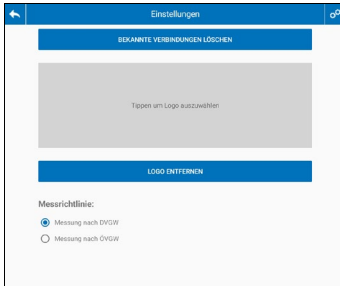 Einstellungen
BEKANNTE VERBINDUNGEN LÖSCHEN
Tippen um Logo auszuwählen
LOGO ENTFERNEN
Messrichtlinie:
Messung nach DVGW
Messung nach ÖVGW